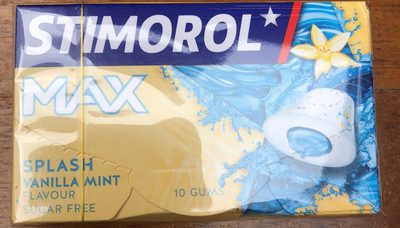 STIMOROL
MAX
SPLASH
VANILLA MINT
FLAVOUR
SUGAR FREE
10 GUMS